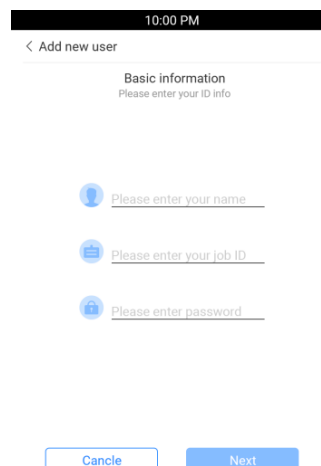 10:00 PM
Add new user
Basic information
Please enter your ID info
Please enter your name
Please enter your job ID
Please enter password
Cancle
Next